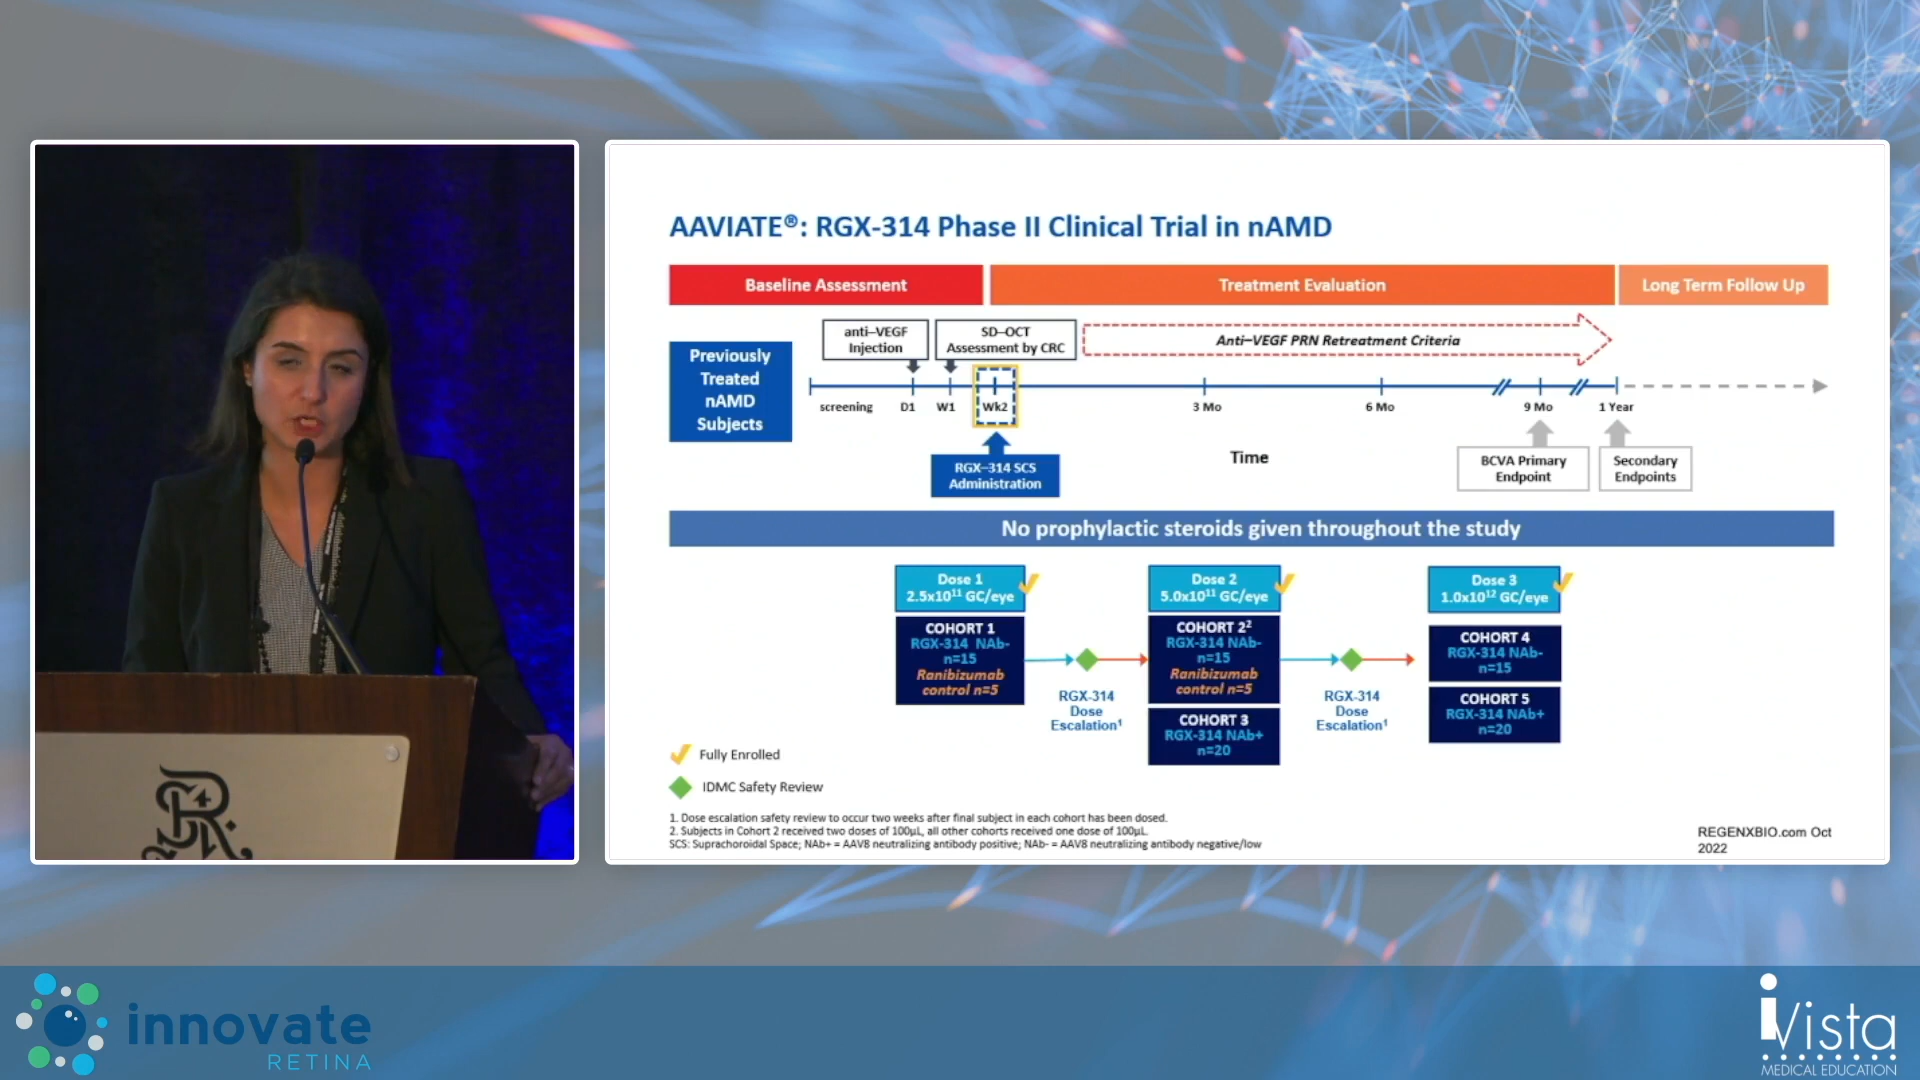 AAVIATE®: RGX-314 Phase II Clinical Trial in nAMD
Baseline Assessment
Treatment Evaluation
Long Term Follow Up
Previously
Treated
nAMD
Subjects
anti–VEGF
Injection
SD–OCT
Assessment by CRC
Anti–VEGF PRN Retreatment Criteria
screening
D1
W1
Wk2
3 Mo
6 Mo
9 Mo
1 Year
RGX–314 SCS
Administration
Time
BCVA Primary
Endpoint
Secondary
Endpoints
No prophylactic steroids given throughout the study
Dose 1
2.5x10¹¹ GC/eye
COHORT 1
RGX-314 NAb-
n=15
Ranibizumab
control n=5
RGX-314
Dose
Escalation¹
Dose 2
5.0x10¹¹ GC/eye
COHORT 2²
RGX-314 NAb-
n=15
Ranibizumab
control n=5
COHORT 3
RGX-314 NAb+
n=20
RGX-314
Dose
Escalation¹
Dose 3
1.0x10¹² GC/eye
COHORT 4
RGX-314 NAb-
n=15
COHORT 5
RGX-314 NAb+
n=20
Fully Enrolled
IDMC Safety Review
1. Dose escalation safety review to occur two weeks after final subject in each cohort has been dosed.
2. Subjects in Cohort 2 received two doses of 100µL, all other cohorts received one dose of 100µL.
SCS: Suprachoroidal Space; NAb+ = AAV8 neutralizing antibody positive; NAb- = AAV8 neutralizing antibody negative/low
REGENXBIO.com Oct
2022
innovate
RETINA
iVista
MEDICAL EDUCATION